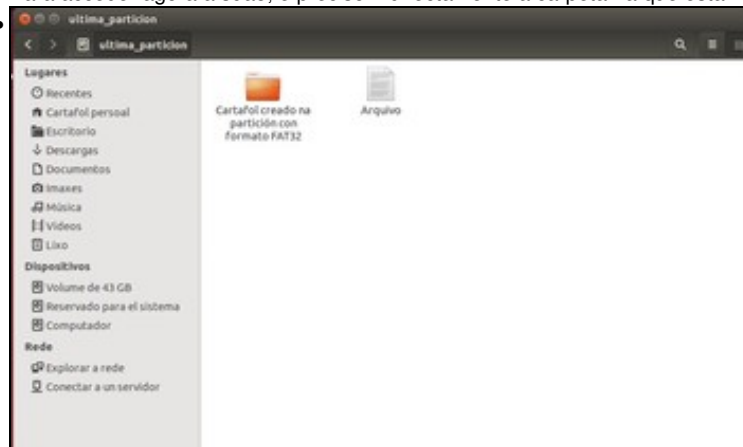 ultima_particion
ultima_particion
Lugares
Recentes
Cartafol persoal
Escritorio
Descargas
Documentos
Imaxes
Música
Vídeos
Lixo
Dispositivos
Volume de 43 GB
Reservado para el sistema
Computador
Rede
Explorar a rede
Conectar a un servidor
Cartafol creado na
partición con
formato FAT32
Arquivo